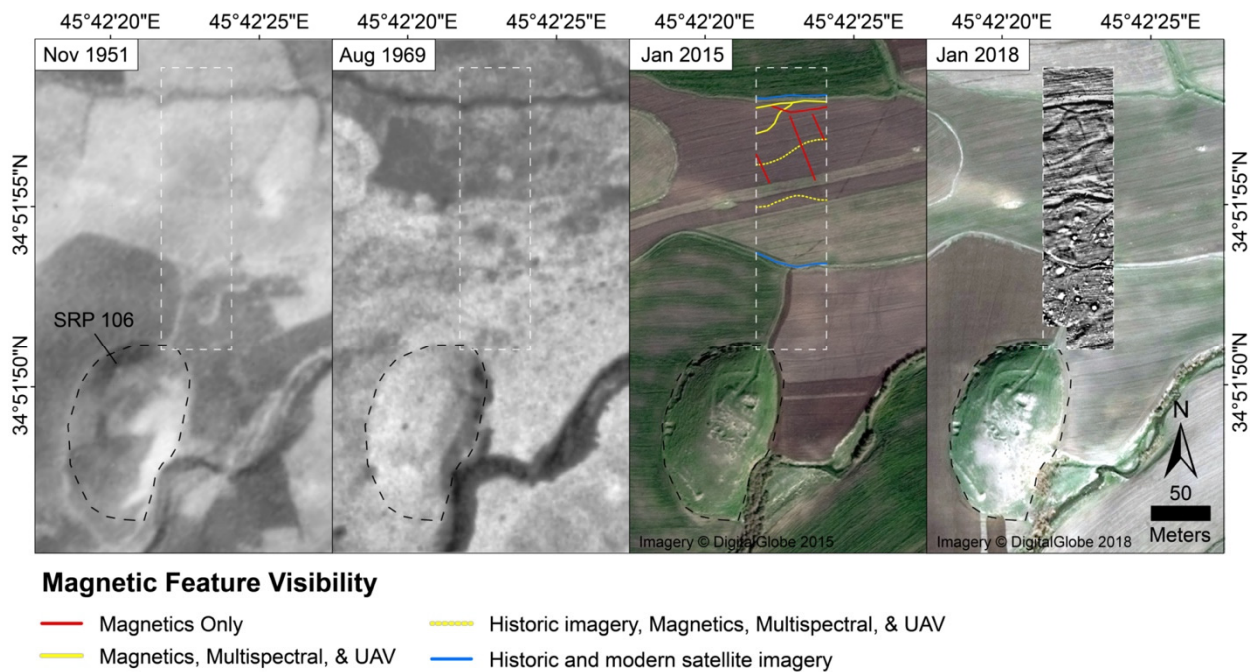 45°42'20"E 45°42'25"E 45°42'20"E 45°42'25"E 45°42'20"E 45°42'25"E 45°42'20"E 45°42'25"E
Nov 1951 Aug 1969 Jan 2015 Jan 2018
34°51'55"N 34°51'55"N
SRP 106
34°51'50"N 34°51'50"N
N
50
Meters
Imagery © DigitalGlobe 2015 Imagery © DigitalGlobe 2018
Magnetic Feature Visibility
Magnetics Only
Historic imagery, Magnetics, Multispectral, & UAV
Magnetics, Multispectral, & UAV
Historic and modern satellite imagery